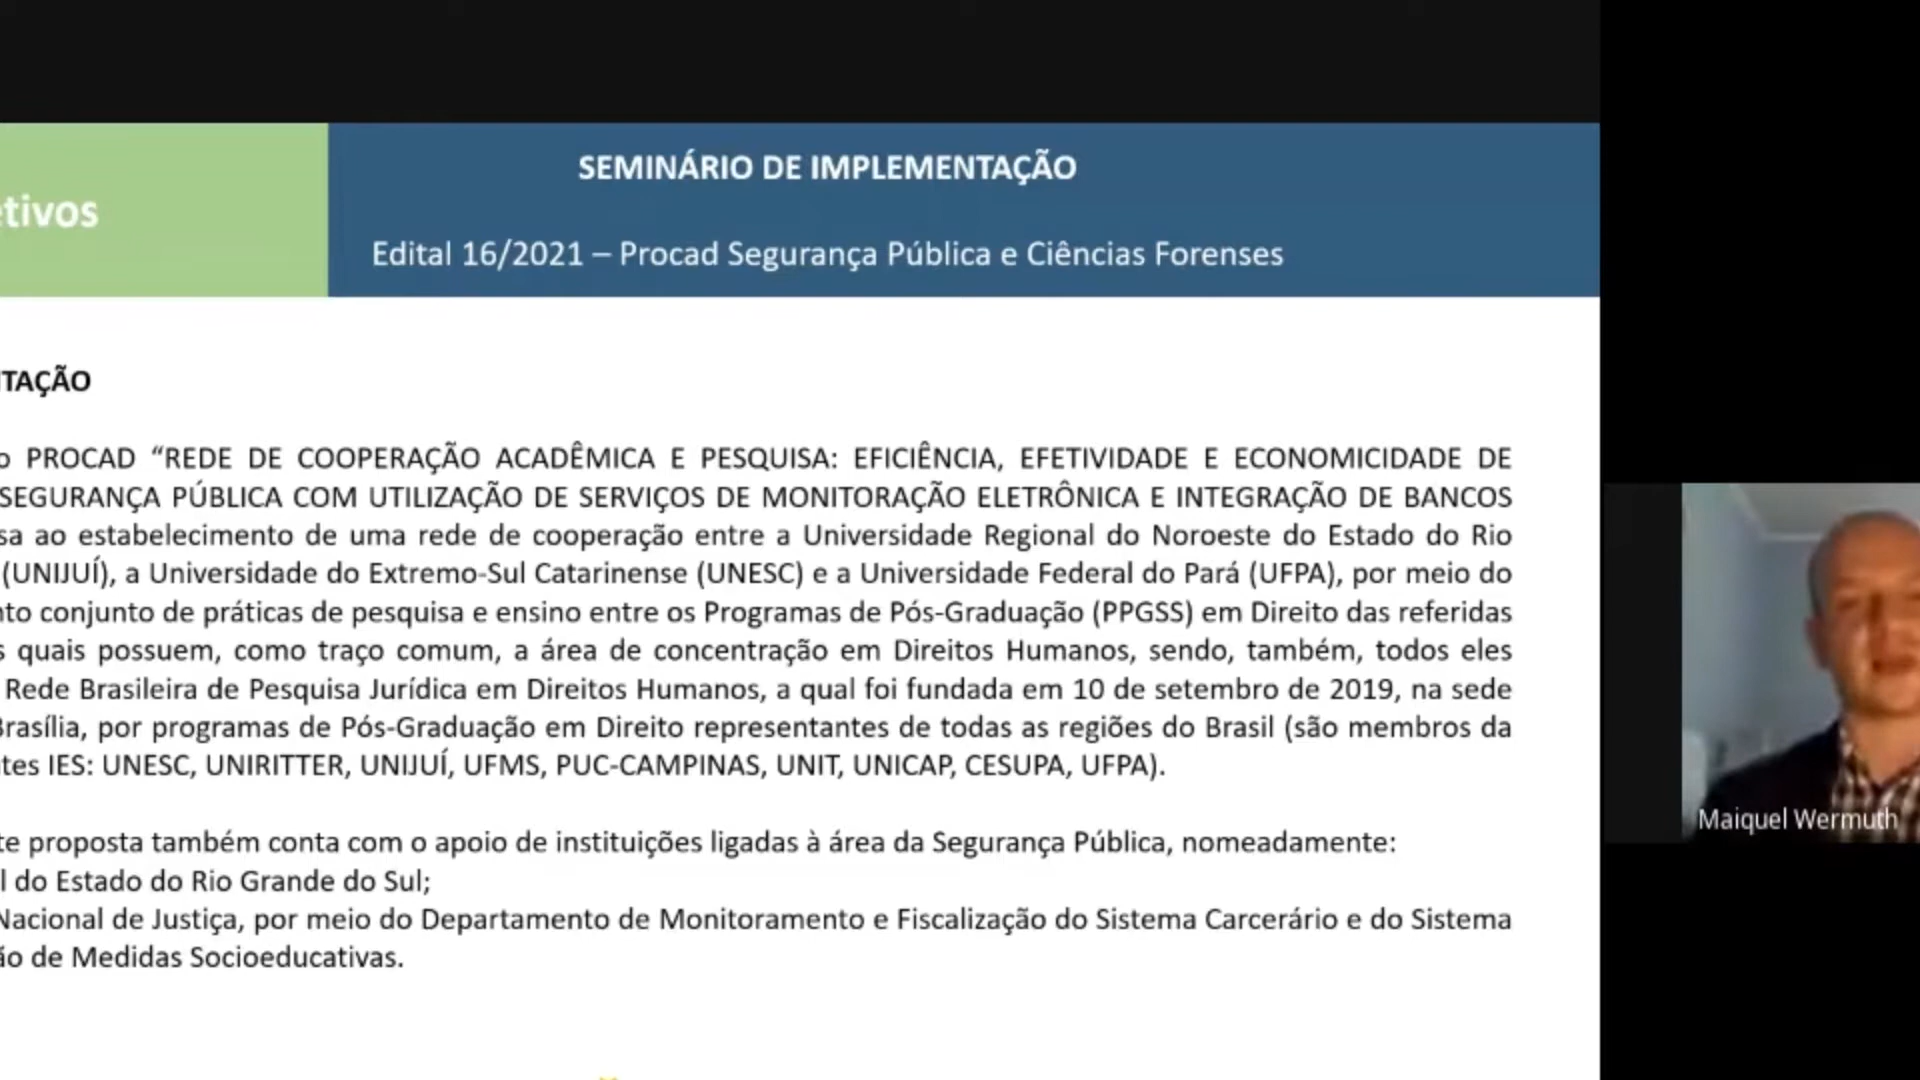 etivos
SEMINÁRIO DE IMPLEMENTAÇÃO
Edital 16/2021 – Procad Segurança Pública e Ciências Forenses
NTAÇÃO
o PROCAD “REDE DE COOPERAÇÃO ACADÊMICA E PESQUISA: EFICIÊNCIA, EFETIVIDADE E ECONOMICIDADE DE
SEGURANÇA PÚBLICA COM UTILIZAÇÃO DE SERVIÇOS DE MONITORAÇÃO ELETRÔNICA E INTEGRAÇÃO DE BANCOS
sa ao estabelecimento de uma rede de cooperação entre a Universidade Regional do Noroeste do Estado do Rio
(UNIJUÍ), a Universidade do Extremo-Sul Catarinense (UNESC) e a Universidade Federal do Pará (UFPA), por meio do
nto conjunto de práticas de pesquisa e ensino entre os Programas de Pós-Graduação (PPGSS) em Direito das referidas
s quais possuem, como traço comum, a área de concentração em Direitos Humanos, sendo, também, todos eles
Rede Brasileira de Pesquisa Jurídica em Direitos Humanos, a qual foi fundada em 10 de setembro de 2019, na sede
Brasília, por programas de Pós-Graduação em Direito representantes de todas as regiões do Brasil (são membros da
ntes IES: UNESC, UNIRITTER, UNIJUÍ, UFMS, PUC-CAMPINAS, UNIT, UNICAP, CESUPA, UFPA).
te proposta também conta com o apoio de instituições ligadas à área da Segurança Pública, nomeadamente:
l do Estado do Rio Grande do Sul;
Nacional de Justiça, por meio do Departamento de Monitoramento e Fiscalização do Sistema Carcerário e do Sistema
ão de Medidas Socioeducativas.
Maiquel Wermuth